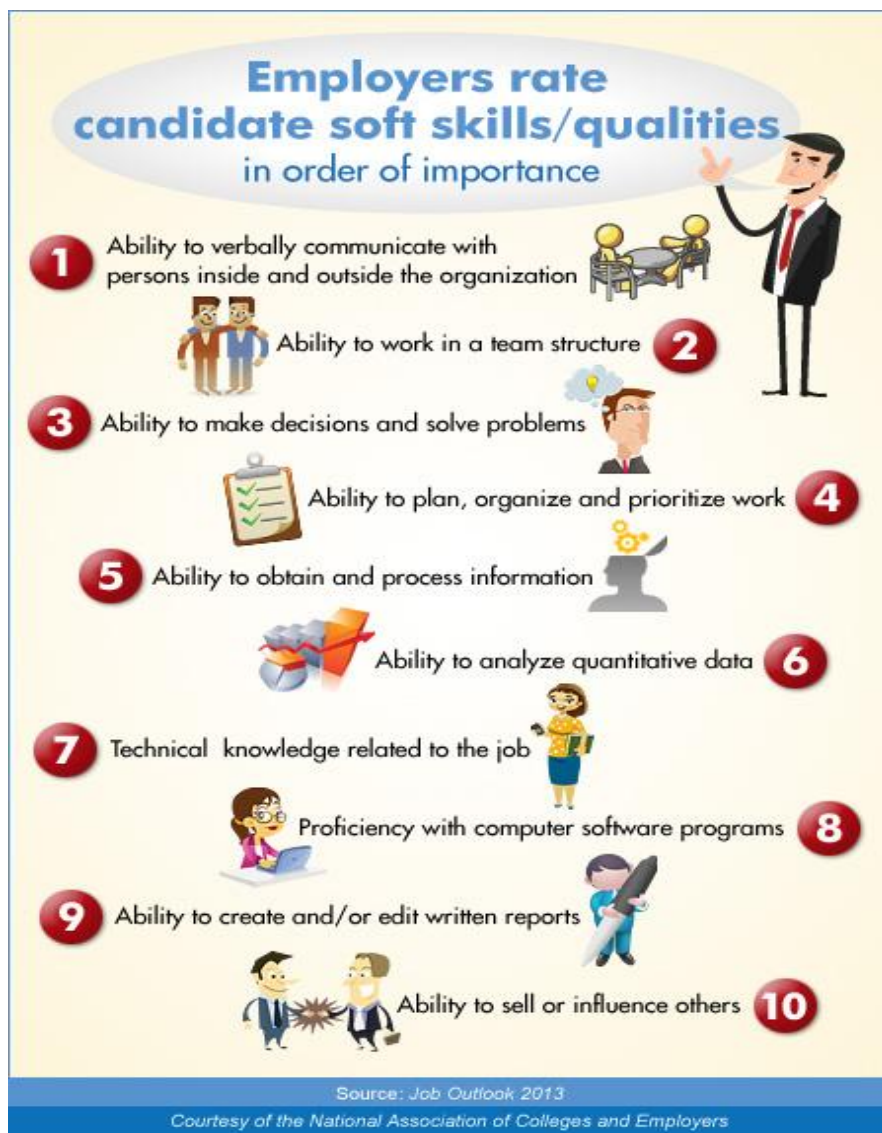 Employers rate
candidate soft skills/qualities
in order of importance
1 Ability to verbally communicate with
persons inside and outside the organization
Ability to work in a team structure 2
3 Ability to make decisions and solve problems
Ability to plan, organize and prioritize work 4
5 Ability to obtain and process information
Ability to analyze quantitative data 6
7 Technical knowledge related to the job
Proficiency with computer software programs 8
9 Ability to create and/or edit written reports
Ability to sell or influence others 10
Source: Job Outlook 2013
Courtesy of the National Association of Colleges and Employers